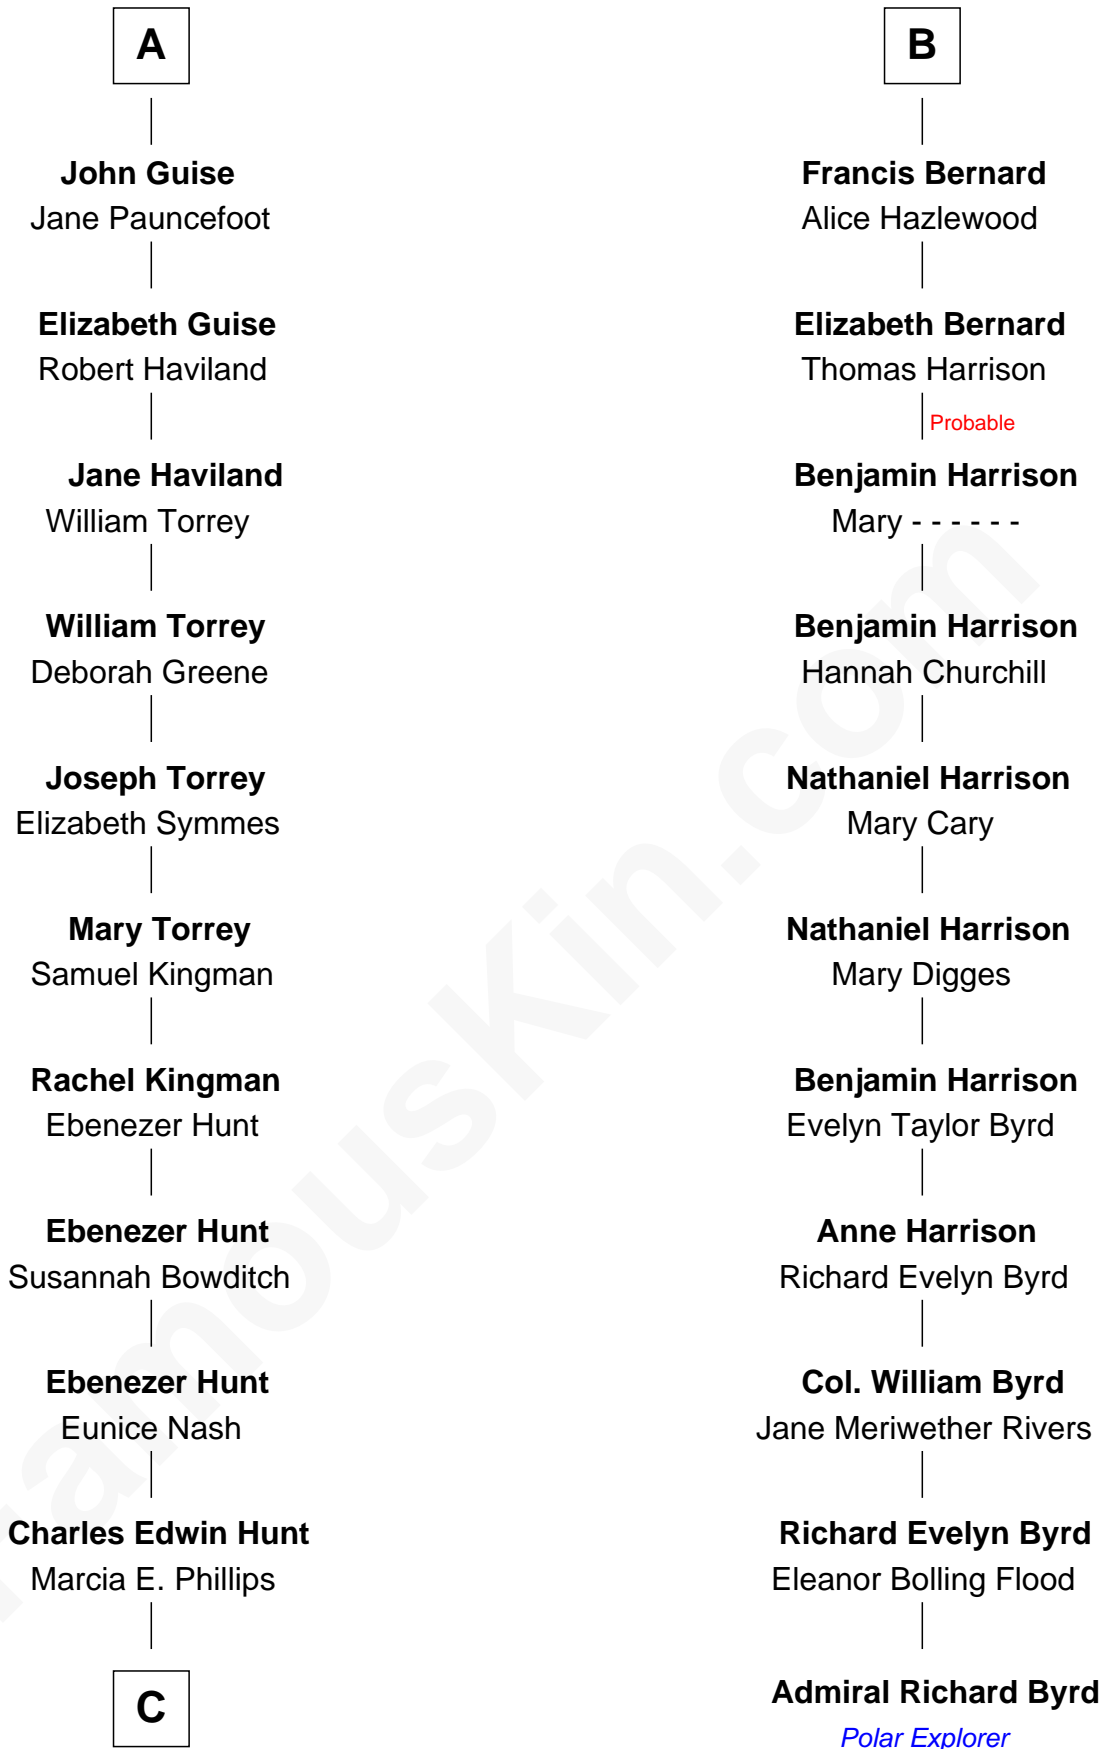 A
John Guise
Jane Pauncefoot
Elizabeth Guise
Robert Haviland
Jane Haviland
William Torrey
William Torrey
Deborah Greene
Joseph Torrey
Elizabeth Symmes
Mary Torrey
Samuel Kingman
Rachel Kingman
Ebenezer Hunt
Ebenezer Hunt
Susannah Bowditch
Ebenezer Hunt
Eunice Nash
Charles Edwin Hunt
Marcia E. Phillips
C
B
Francis Bernard
Alice Hazlewood
Elizabeth Bernard
Thomas Harrison
Probable
Benjamin Harrison
Mary - - - - - -
Benjamin Harrison
Hannah Churchill
Nathaniel Harrison
Mary Cary
Nathaniel Harrison
Mary Digges
Benjamin Harrison
Evelyn Taylor Byrd
Anne Harrison
Richard Evelyn Byrd
Col. William Byrd
Jane Meriwether Rivers
Richard Evelyn Byrd
Eleanor Bolling Flood
Admiral Richard Byrd
Polar Explorer
famouskin.com